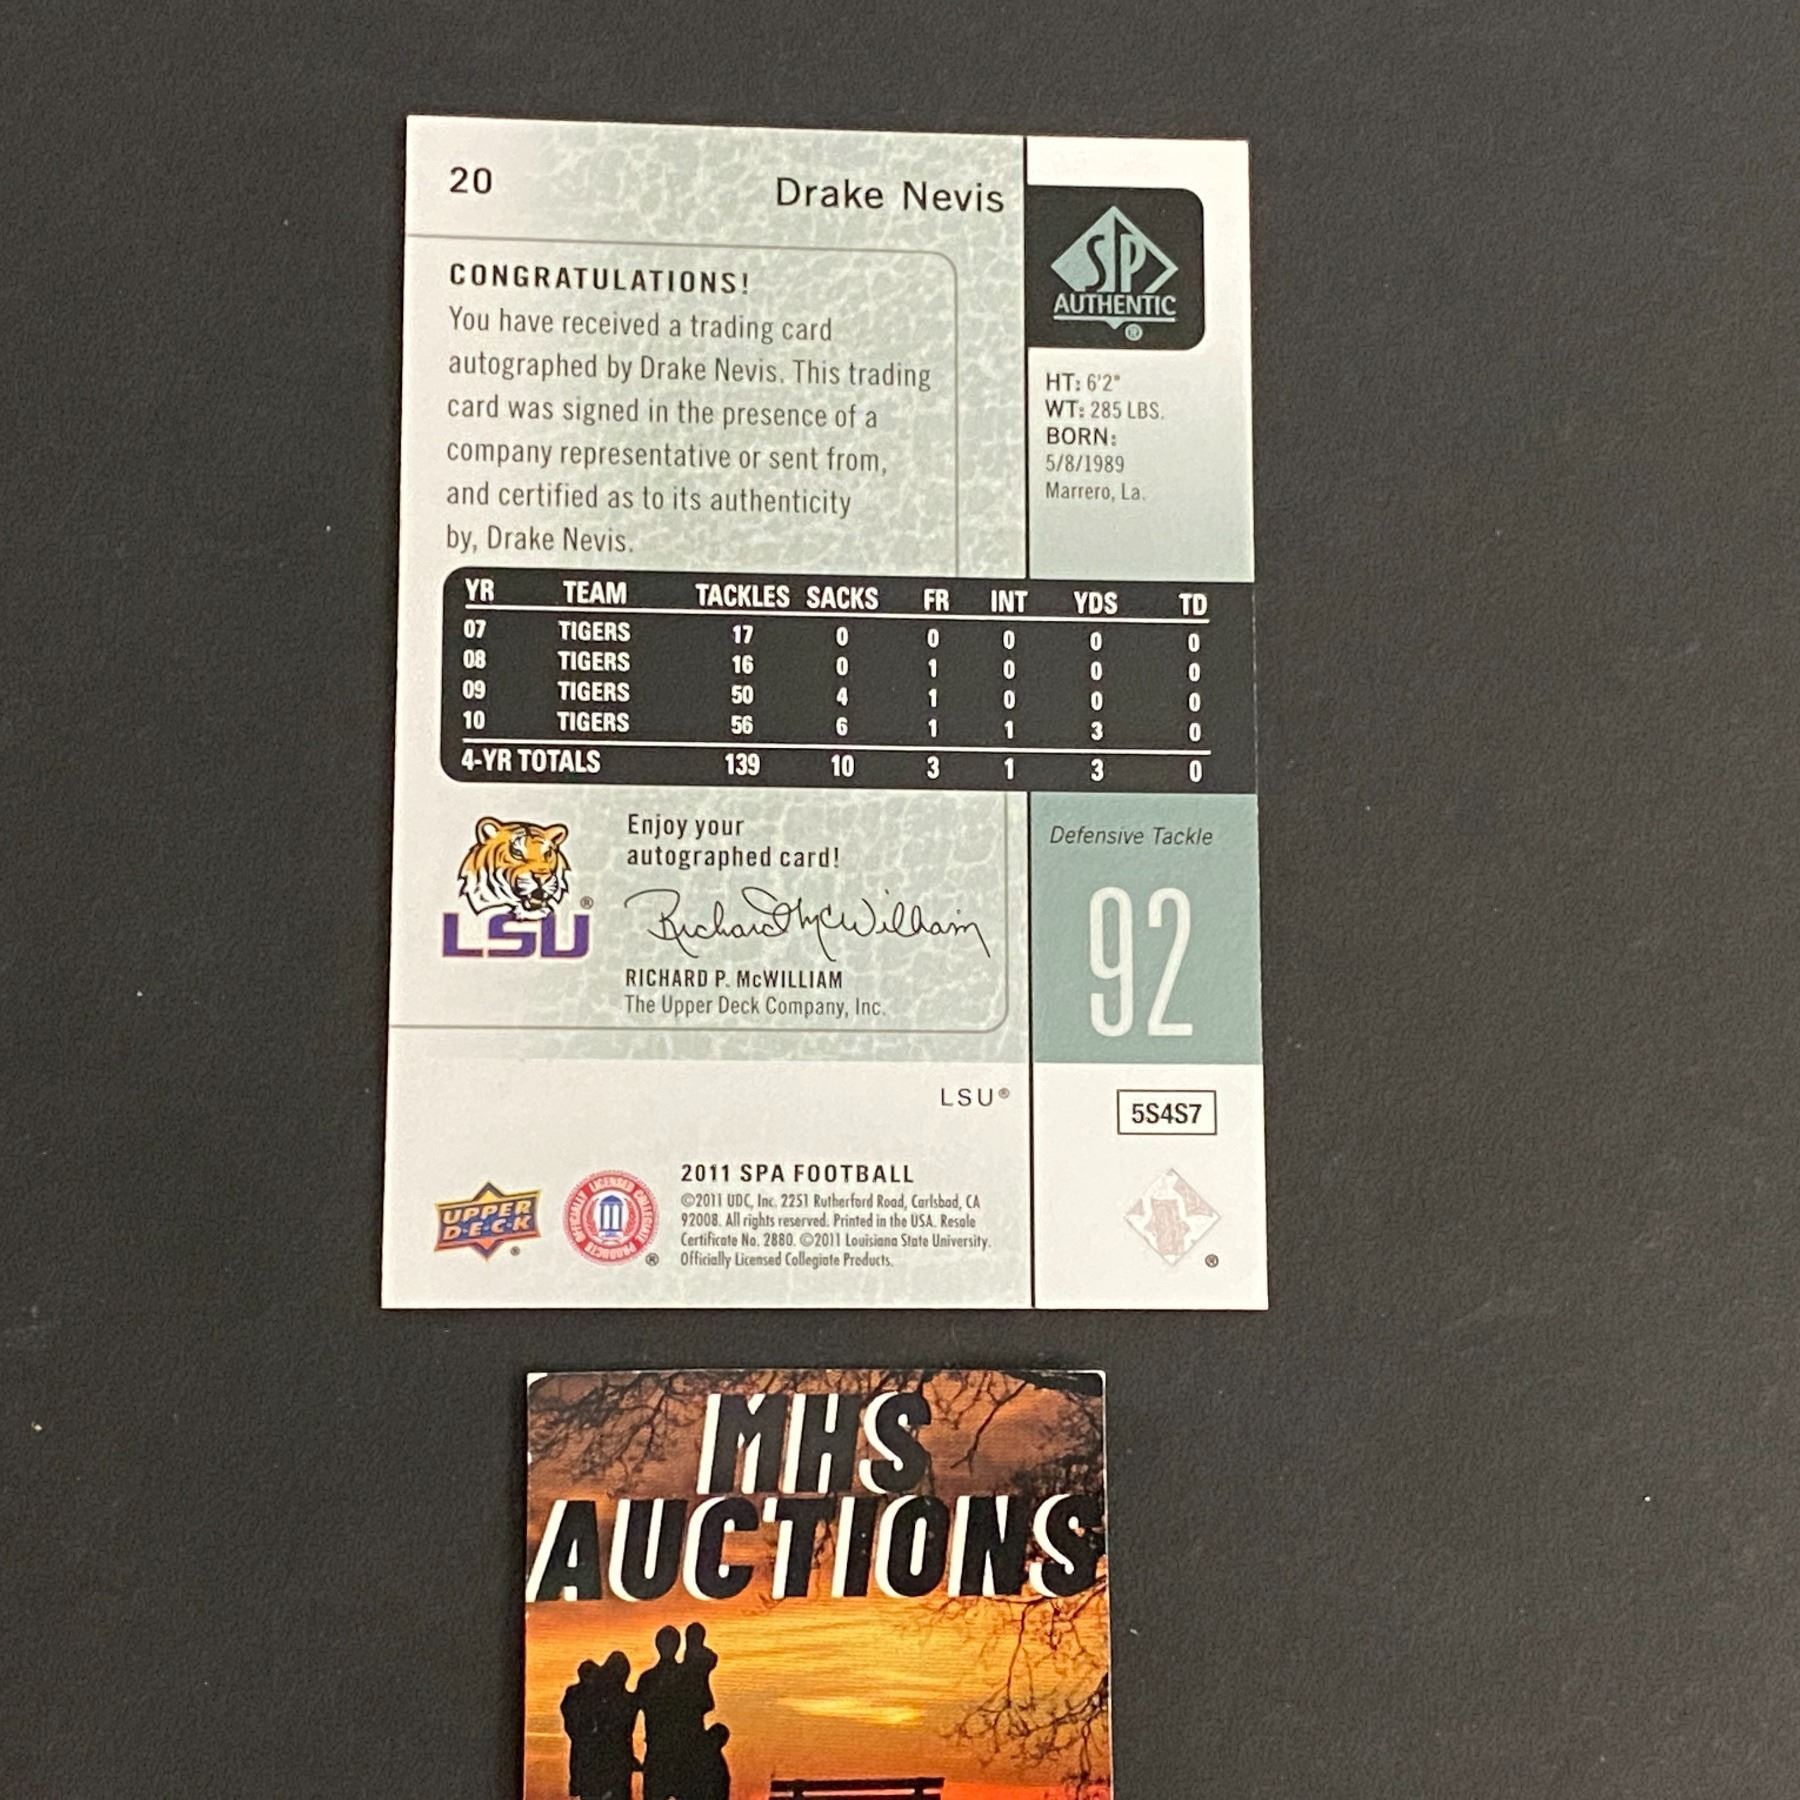 20
Drake Nevis
CONGRATULATIONS!
You have received a trading card
autographed by Drake Nevis. This trading
card was signed in the presence of a
company representative or sent from,
and certified as to its authenticity
by, Drake Nevis.
SP
AUTHENTIC
®
HT: 6'2"
WT: 285 LBS.
BORN:
5/8/1989
Marrero, La.
YR TEAM TACKLES SACKS FR INT YDS TD
07 TIGERS 17 0 0 0 0 0
08 TIGERS 16 0 1 0 0 0
09 TIGERS 50 4 1 0 0 0
10 TIGERS 56 6 1 1 3 0
4-YR TOTALS 139 10 3 1 3 0
LSU®
Enjoy your
autographed card!
Richard McWilliam
RICHARD P. McWILLIAM
The Upper Deck Company, Inc.
Defensive Tackle
92
LSU®
5S4S7
UPPER
D·E·C·K
®
OFFICIALLY LICENSED COLLEGIATE PRODUCTS
®
2011 SPA FOOTBALL
©2011 UDC, Inc. 2251 Rutherford Road, Carlsbad, CA
92008. All rights reserved. Printed in the USA. Resale
Certificate No. 2880. ©2011 Louisiana State University.
Officially Licensed Collegiate Products.
®
MHS
AUCTIONS